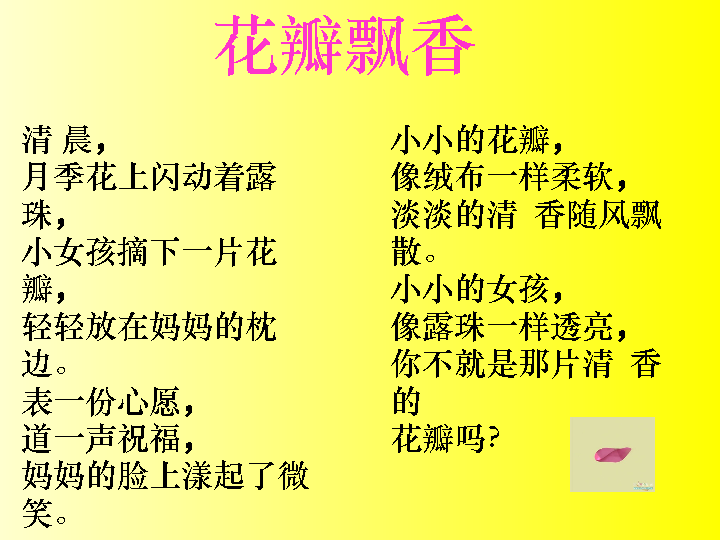 花瓣飘香
清 晨，
月季花上闪动着露
珠，
小女孩摘下一片花
瓣，
轻轻放在妈妈的枕
边。
表一份心愿，
道一声祝福，
妈妈的脸上漾起了微
笑。
小小的花瓣，
像绒布一样柔软，
淡淡的清 香随风飘
散。
小小的女孩，
像露珠一样透亮，
你不就是那片清 香
的
花瓣吗?